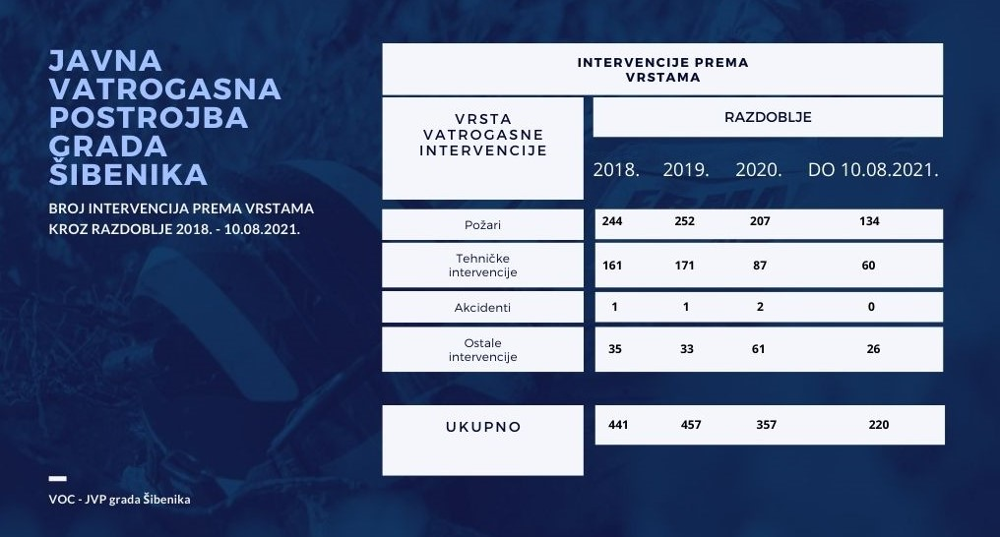 JAVNA
VATROGASNA
POSTROJBA
GRADA
ŠIBENIKA
BROJ INTERVENCIJA PREMA VRSTAMA
KROZ RAZDOBLJE 2018. - 10.08.2021.
INTERVENCIJE PREMA
VRSTAMA
VRSTA
VATROGASNE
INTERVENCIJE
RAZDOBLJE
2018. 2019. 2020. DO 10.08.2021.
Požari 244 252 207 134
Tehničke
intervencije 161 171 87 60
Akcidenti 1 1 2 0
Ostale
intervencije 35 33 61 26
UKUPNO 441 457 357 220
VOC - JVP grada Šibenika